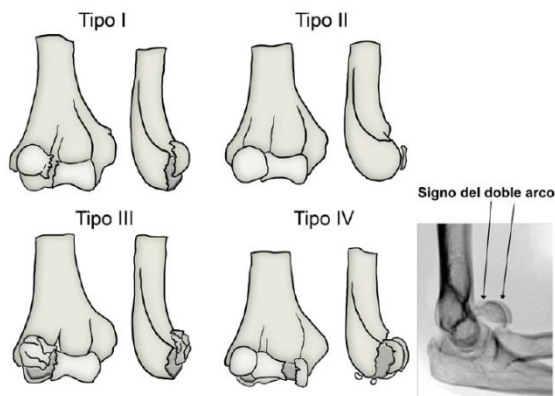 Tipo I
Tipo II
Tipo III
Tipo IV
Signo del doble arco